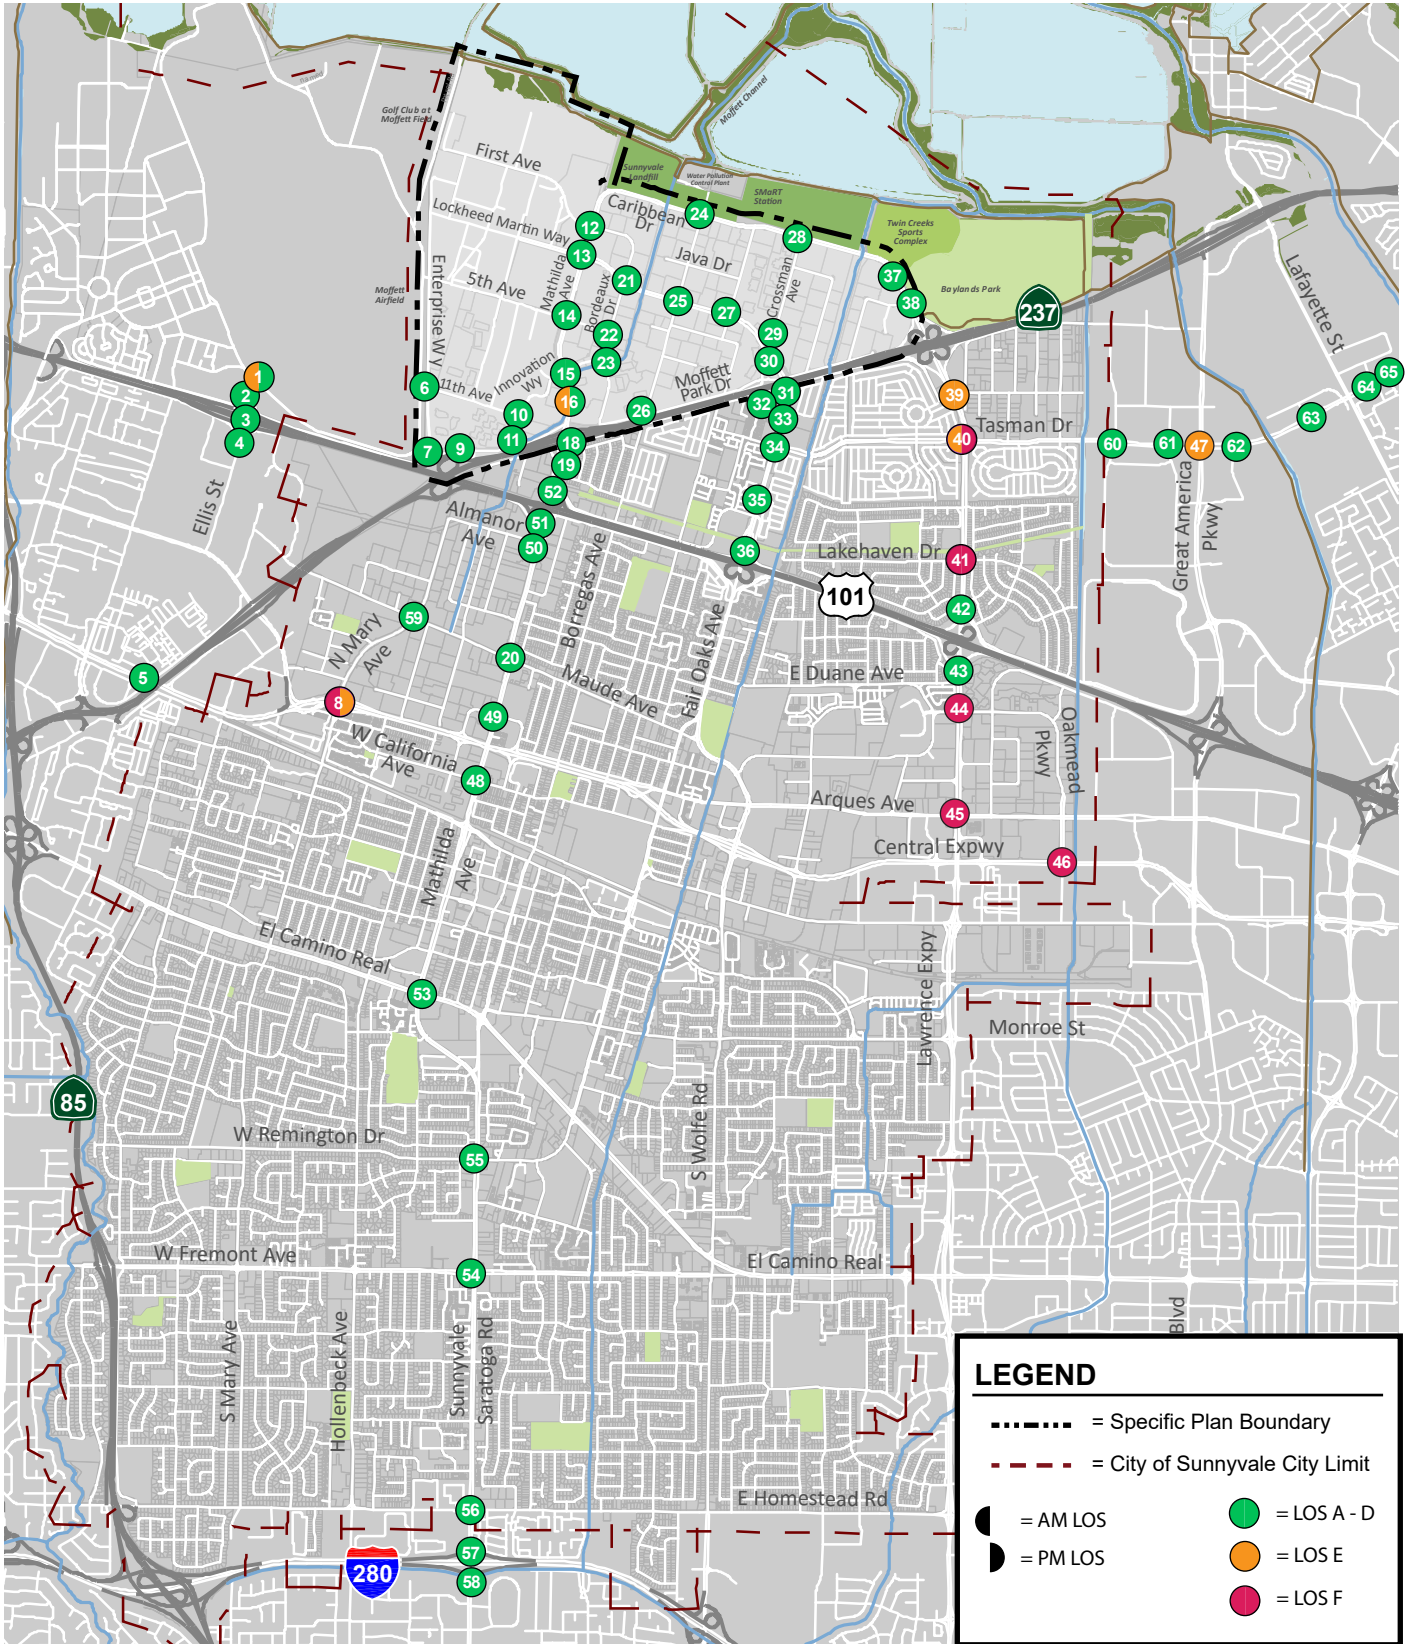 Golf Club at
Moffett Field
Moffett Channel
First Ave
Sunnyvale
Landfill
Water Pollution
Control Plant
SMaRT
Station
Lockheed Martin Way
Caribbean
Dr
24
12
28
Twin Creeks
Sports
Complex
13
Java Dr
Mathilda
Ave
Bordeaux
Dr
21
37
Crossman
Ave
5th Ave
25
27
38
Baylands Park
Moffett
Airfield
Enterprise Wy
14
22
29
237
Lafayette St
23
30
Innovation
Wy
15
Moffett
Park Dr
1
2
6
11th Ave
16
31
32
39
64
65
3
4
10
26
33
Tasman Dr
63
7
9
11
18
34
40
60
61
47
62
19
Ellis St
52
35
Almanor
Ave
51
50
36
Lakehaven Dr
41
Great America
Pkwy
101
42
59
N Mary
Ave
Borregas Ave
Fair Oaks Ave
5
20
Maude Ave
E Duane Ave
43
8
49
44
Oakmead
Pkwy
W California
Ave
48
Arques Ave
45
Mathilda
Ave
Central Expwy
46
El Camino Real
53
Lawrence Expy
Monroe St
85
S Wolfe Rd
W Remington Dr
55
W Fremont Ave
54
El Camino Real
S Mary Ave
Hollenbeck Ave
Sunnyvale
Saratoga Rd
Blvd
E Homestead Rd
56
57
280
58
LEGEND
= Specific Plan Boundary
= City of Sunnyvale City Limit
= AM LOS
= PM LOS
= LOS A - D
= LOS E
= LOS F